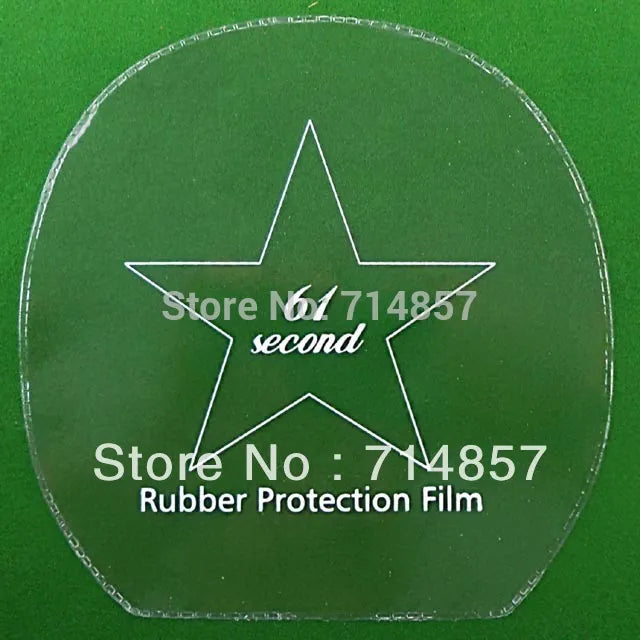 Store No: 714857
61
second
Store No : 714857
Rubber Protection Film